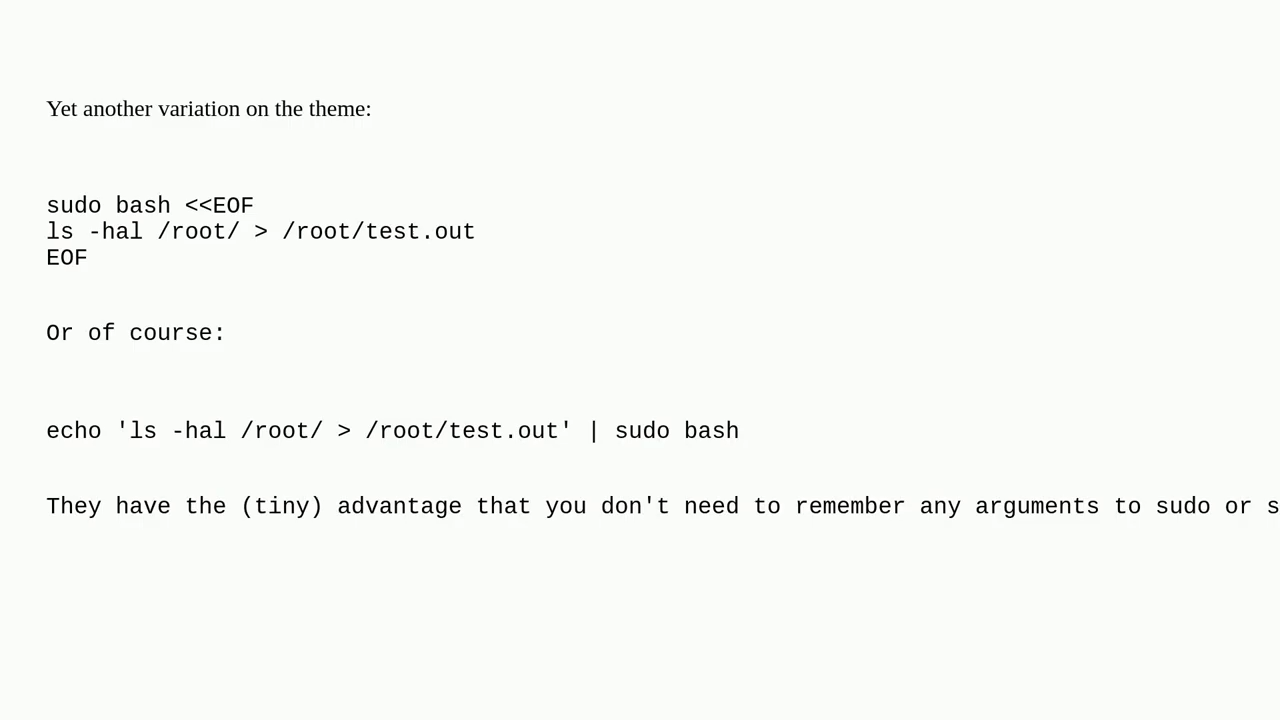 Yet another variation on the theme:
sudo bash <<EOF
ls -hal /root/ > /root/test.out
EOF
Or of course:
echo 'ls -hal /root/ > /root/test.out' | sudo bash
They have the (tiny) advantage that you don't need to remember any arguments to sudo or s